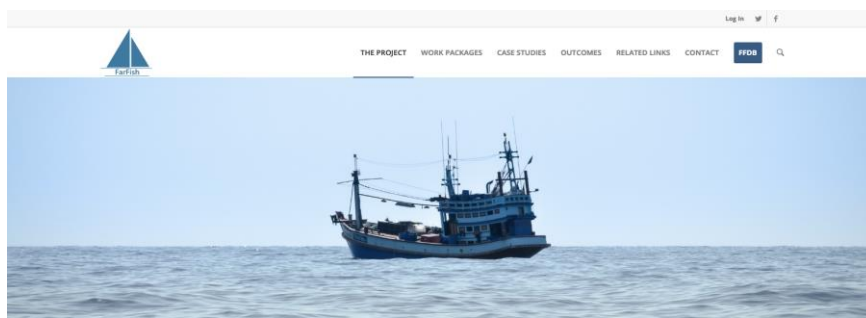 Log In
FarFish
THE PROJECT WORK PACKAGES CASE STUDIES OUTCOMES RELATED LINKS CONTACT FFDB